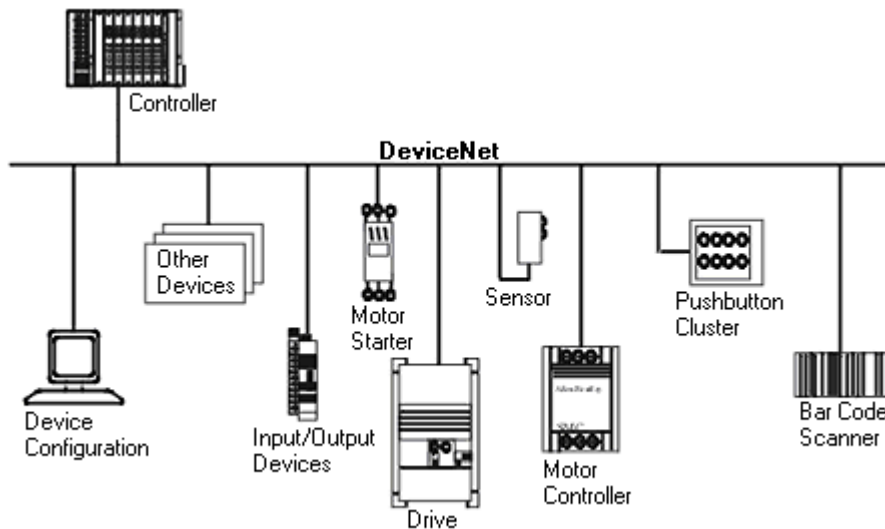 Controller
DeviceNet
Other
Devices
Motor
Starter
Sensor
Pushbutton
Cluster
Device
Configuration
Input/Output
Devices
Drive
Motor
Controller
Bar Code
Scanner